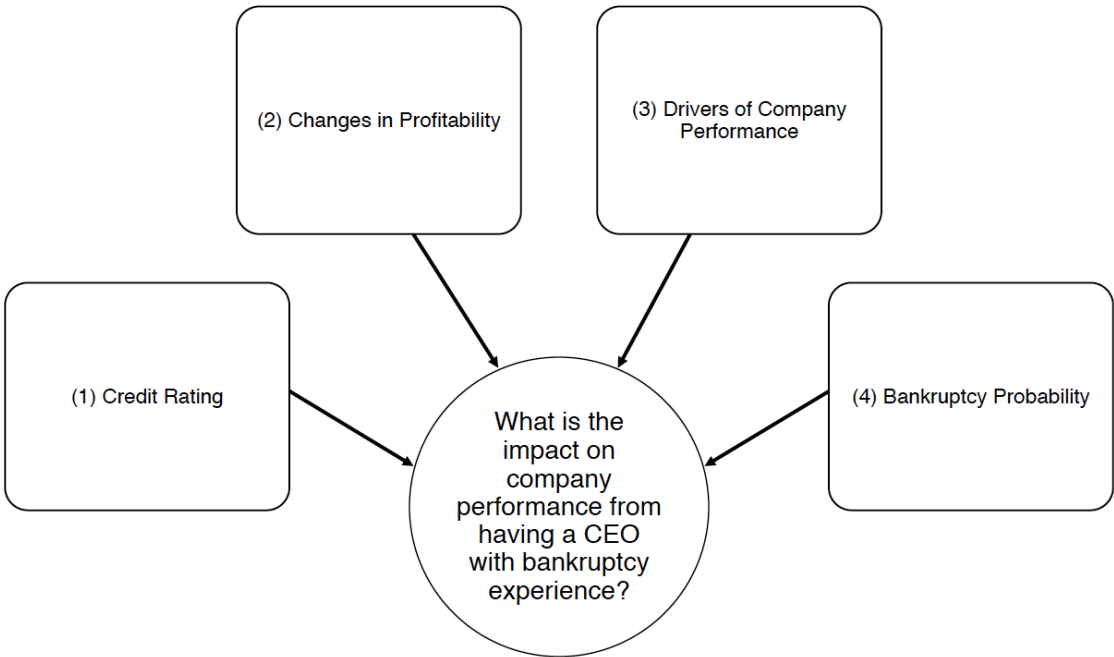 (2) Changes in Profitability
(3) Drivers of Company
Performance
(1) Credit Rating
(4) Bankruptcy Probability
What is the
impact on
company
performance from
having a CEO
with bankruptcy
experience?